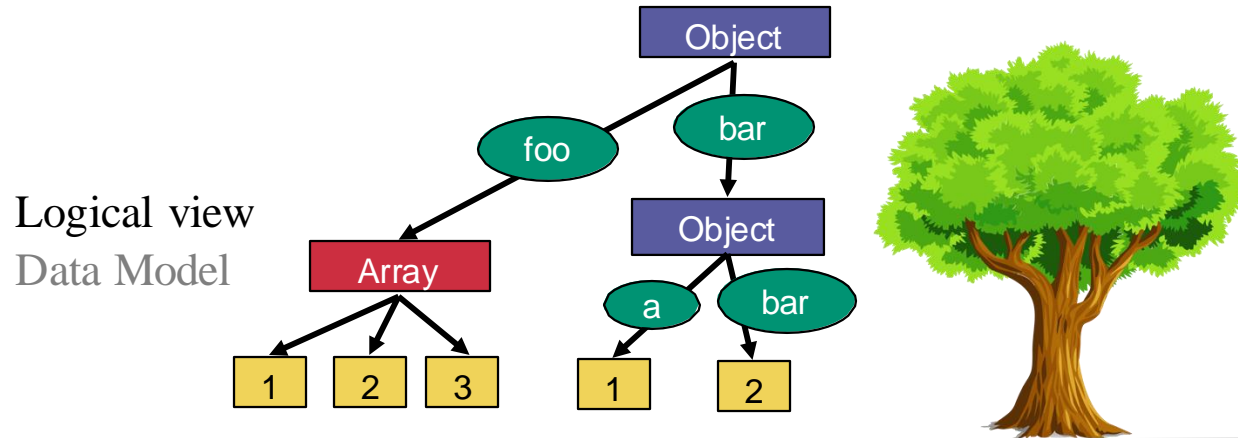 Object
foo
bar
Logical view
Data Model
Array
Object
a
bar
1 2 3 1 2